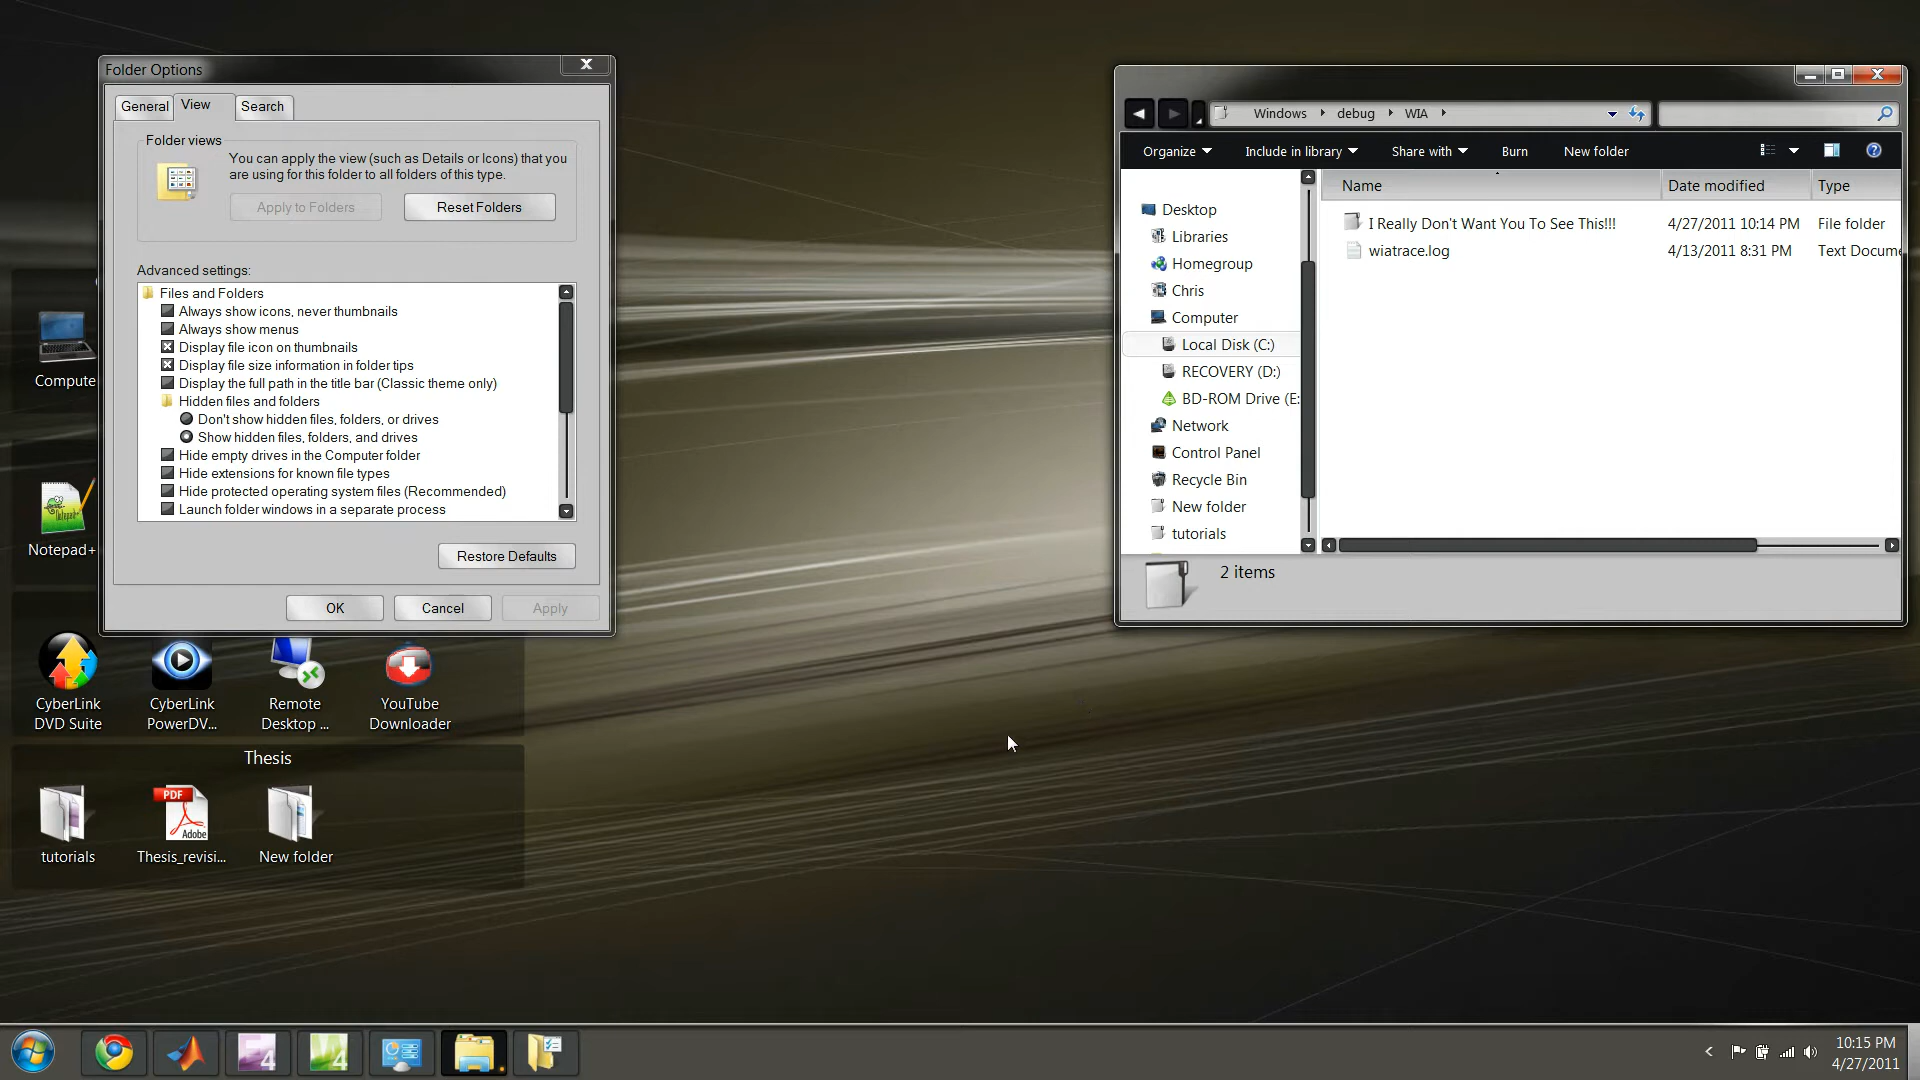 Folder Options
General
View
Search
Folder views
You can apply the view (such as Details or Icons) that you
are using for this folder to all folders of this type.
Apply to Folders
Reset Folders
Advanced settings:
Files and Folders
Always show icons, never thumbnails
Always show menus
Display file icon on thumbnails
Display file size information in folder tips
Display the full path in the title bar (Classic theme only)
Hidden files and folders
Don't show hidden files, folders, or drives
Show hidden files, folders, and drives
Hide empty drives in the Computer folder
Hide extensions for known file types
Hide protected operating system files (Recommended)
Launch folder windows in a separate process
Restore Defaults
OK
Cancel
Apply
Windows
debug
WIA
Organize
Include in library
Share with
Burn
New folder
Name
Date modified
Type
I Really Don't Want You To See This!!!
4/27/2011 10:14 PM
File folder
wiatrace.log
4/13/2011 8:31 PM
Text Docume
Desktop
Libraries
Homegroup
Chris
Computer
Local Disk (C:)
RECOVERY (D:)
BD-ROM Drive (E:
Network
Control Panel
Recycle Bin
New folder
tutorials
2 items
Compute
Notepad+
CyberLink
DVD Suite
CyberLink
PowerDV...
Remote
Desktop ...
YouTube
Downloader
Thesis
tutorials
PDF
Adobe
Thesis_revisi...
New folder
4
4
10:15 PM
4/27/2011